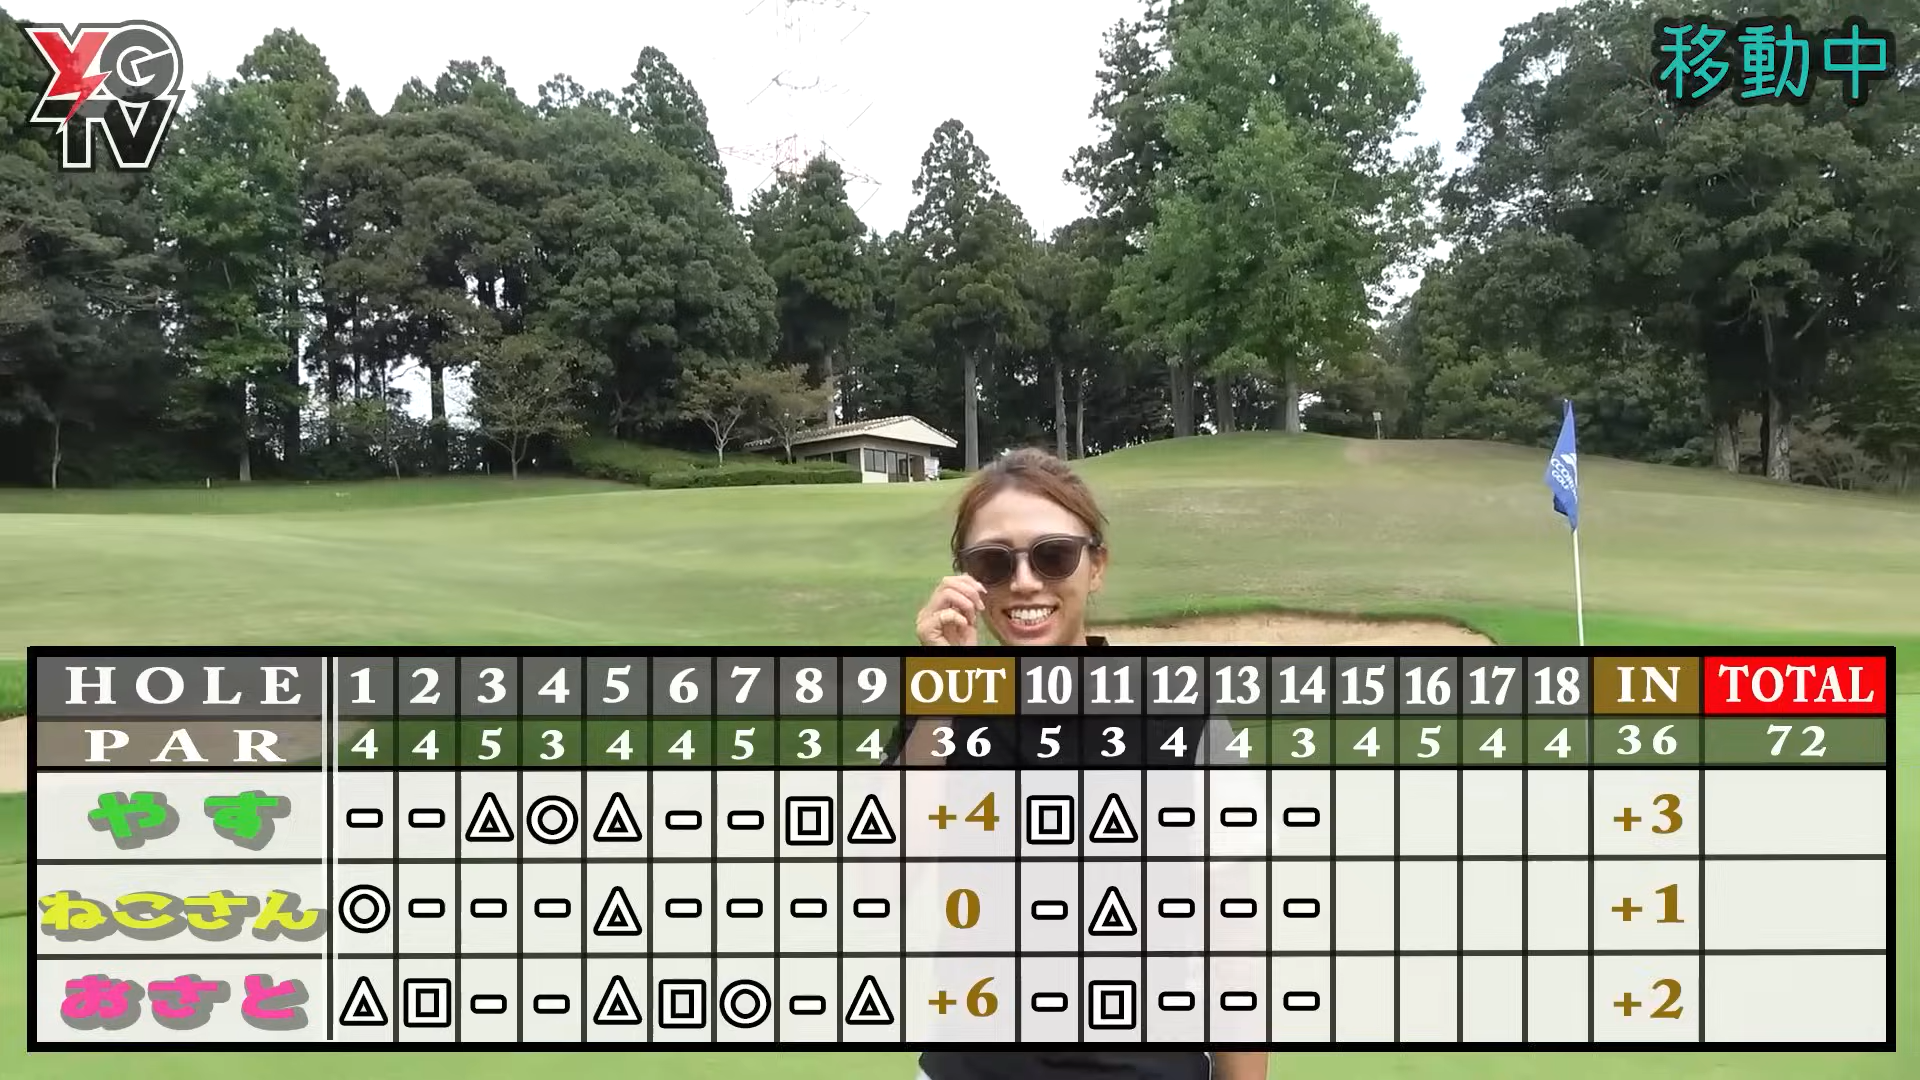 YGTV
移動中
HOLE 1 2 3 4 5 6 7 8 9 OUT 10 11 12 13 14 15 16 17 18 IN TOTAL
PAR 4 4 5 3 4 4 5 3 4 36 5 3 4 4 3 4 5 4 4 36 72
やす - - △ ◎ △ - - □ △ +4 □ △ - - - +3
ねこさん ◎ - - - △ - - - - 0 - △ - - - +1
おさと △ □ - - △ □ ◎ - △ +6 - □ - - - +2